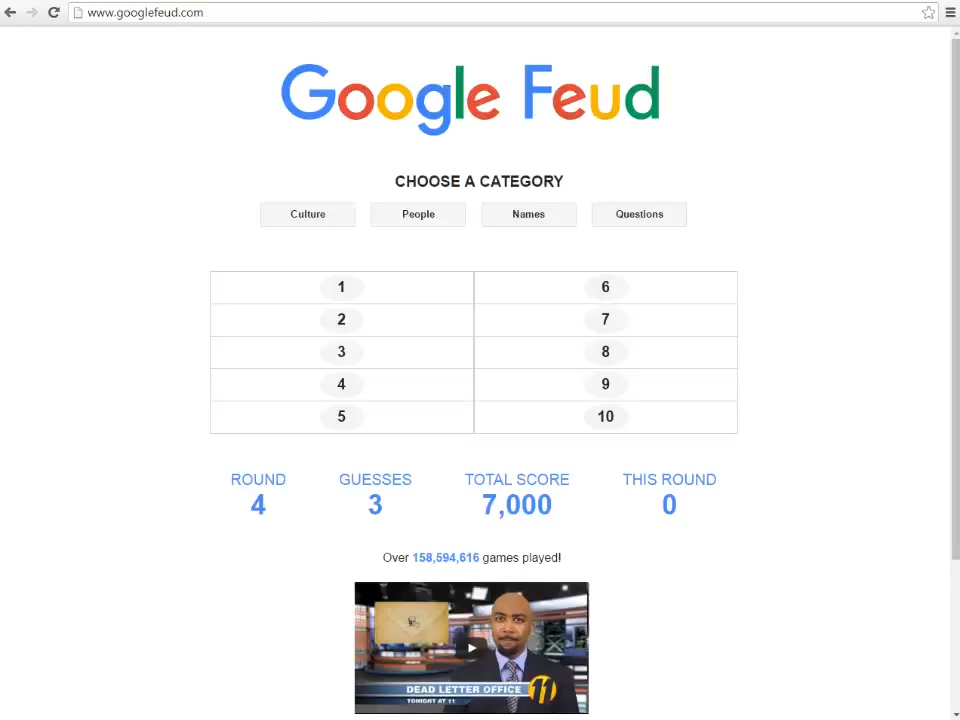 www.googlefeud.com
Google Feud
CHOOSE A CATEGORY
Culture People Names Questions
1 6
2 7
3 8
4 9
5 10
ROUND GUESSES TOTAL SCORE THIS ROUND
4 3 7,000 0
Over 158,594,616 games played!
DEAD LETTER OFFICE 11
TONIGHT AT 11